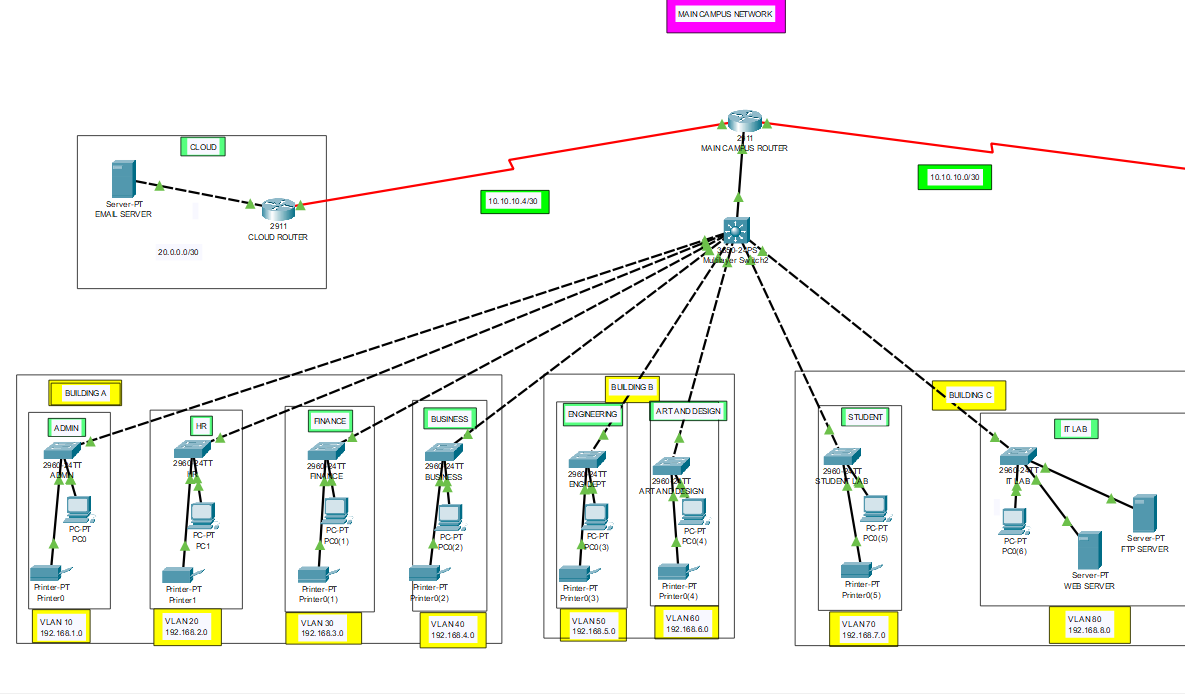 MAIN CAMPUS NETWORK
2911
MAIN CAMPUS ROUTER
CLOUD
Server-PT
EMAIL SERVER
2911
CLOUD ROUTER
20.0.0.0/30
10.10.10.4/30
10.10.10.0/30
Multilayer Switch2
BUILDING A
ADMIN
2960-24TT
ADMIN
PC-PT
PC0
Printer-PT
Printer0
VLAN 10
192.168.1.0
HR
2960-24TT
HR
PC-PT
PC1
Printer-PT
Printer1
VLAN 20
192.168.2.0
FINANCE
2960-24TT
FINANCE
PC-PT
PC0(1)
Printer-PT
Printer0(1)
VLAN 30
192.168.3.0
BUSINESS
2960-24TT
BUSINESS
PC-PT
PC0(2)
Printer-PT
Printer0(2)
VLAN 40
192.168.4.0
BUILDING B
ENGINEERING
2960-24TT
ENG DEPT
PC-PT
PC0(3)
Printer-PT
Printer0(3)
VLAN 50
192.168.5.0
ART AND DESIGN
2960-24TT
ART AND DESIGN
PC-PT
PC0(4)
Printer-PT
Printer0(4)
VLAN 60
192.168.6.0
BUILDING C
STUDENT
2960-24TT
STUDENT LAB
PC-PT
PC0(5)
Printer-PT
Printer0(5)
VLAN 70
192.168.7.0
IT LAB
2960-24TT
IT LAB
PC-PT
PC0(6)
Server-PT
WEB SERVER
Server-PT
FTP SERVER
VLAN 80
192.168.8.0